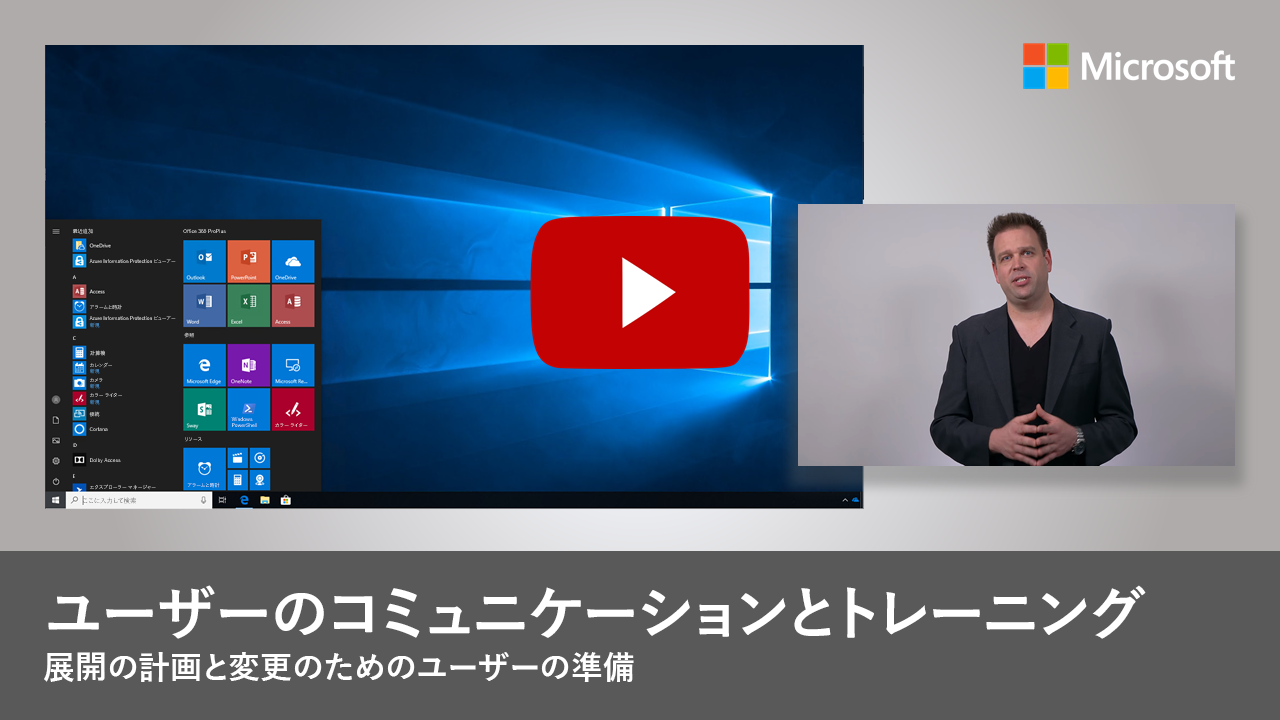 Microsoft
最近追加
OneDrive
Azure Information Protection ビューアー
A
Access
アラームと時計
Azure Information Protection ビューアー
新規
C
計算機
カレンダー
新規
カメラ
新規
カラー ライター
新規
接続
Cortana
D
Dolby Access
E
エクスプローラー マネージャー
Office 365 ProPlus
Outlook
PowerPoint
OneDrive
Word
Excel
Access
参照
Microsoft Edge
OneNote
Microsoft Re...
Sway
Windows
PowerShell
カラー ライター
リソース
アラームと時計
ここに入力して検索
ユーザーのコミュニケーションとトレーニング
展開の計画と変更のためのユーザーの準備